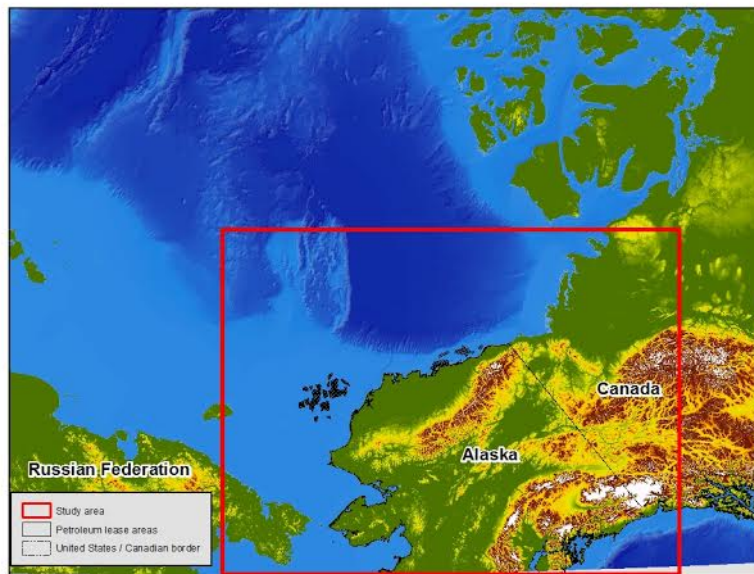 Canada
Alaska
Russian Federation
Study area
Petroleum lease areas
United States / Canadian border